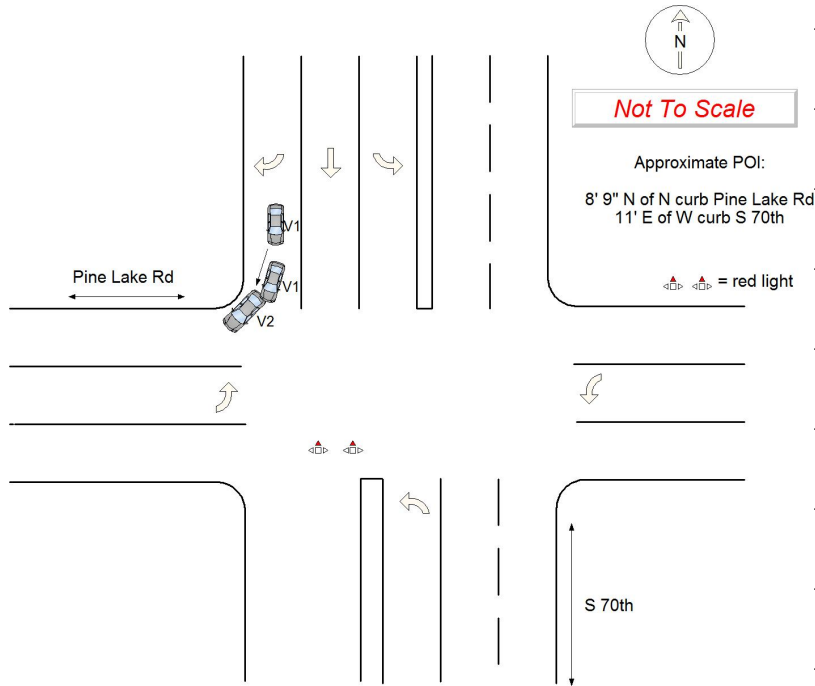 N
Not To Scale
Approximate POI:
8' 9" N of N curb Pine Lake Rd
11' E of W curb S 70th
V1
Pine Lake Rd
= red light
V1
V2
S 70th